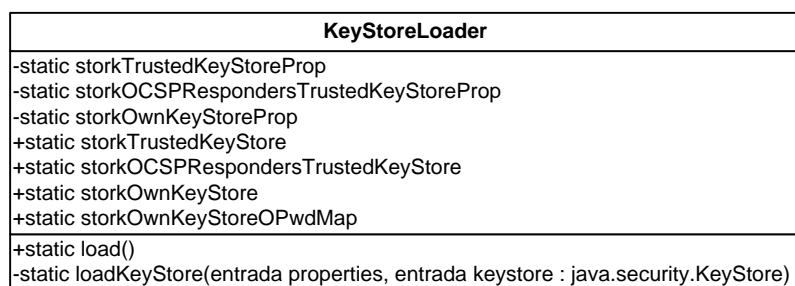 KeyStoreLoader
-static storkTrustedKeyStoreProp
-static storkOCSPRespondersTrustedKeyStoreProp
-static storkOwnKeyStoreProp
+static storkTrustedKeyStore
+static storkOCSPRespondersTrustedKeyStore
+static storkOwnKeyStore
+static storkOwnKeyStoreOPwdMap
+static load()
-static loadKeyStore(entrada properties, entrada keystore : java.security.KeyStore)